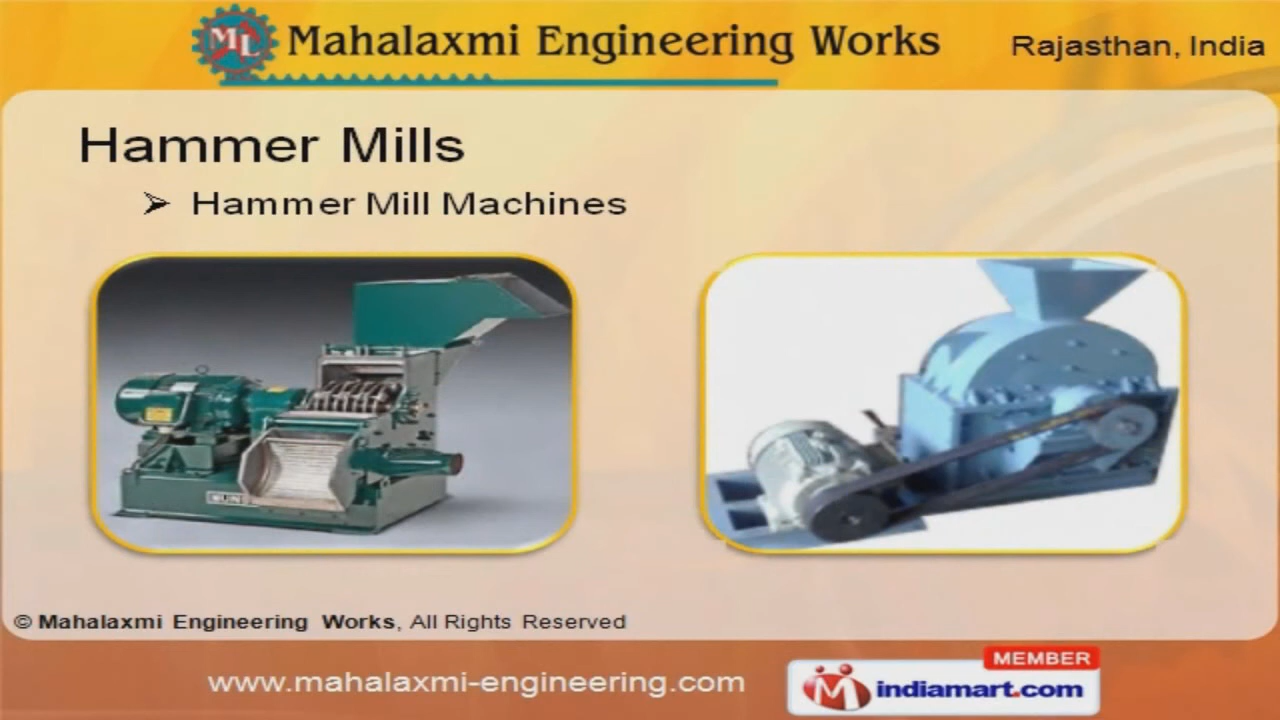 ML Mahalaxmi Engineering Works
Rajasthan, India
Hammer Mills
➢ Hammer Mill Machines
© Mahalaxmi Engineering Works, All Rights Reserved
www.mahalaxmi-engineering.com
MEMBER
indiamart.com